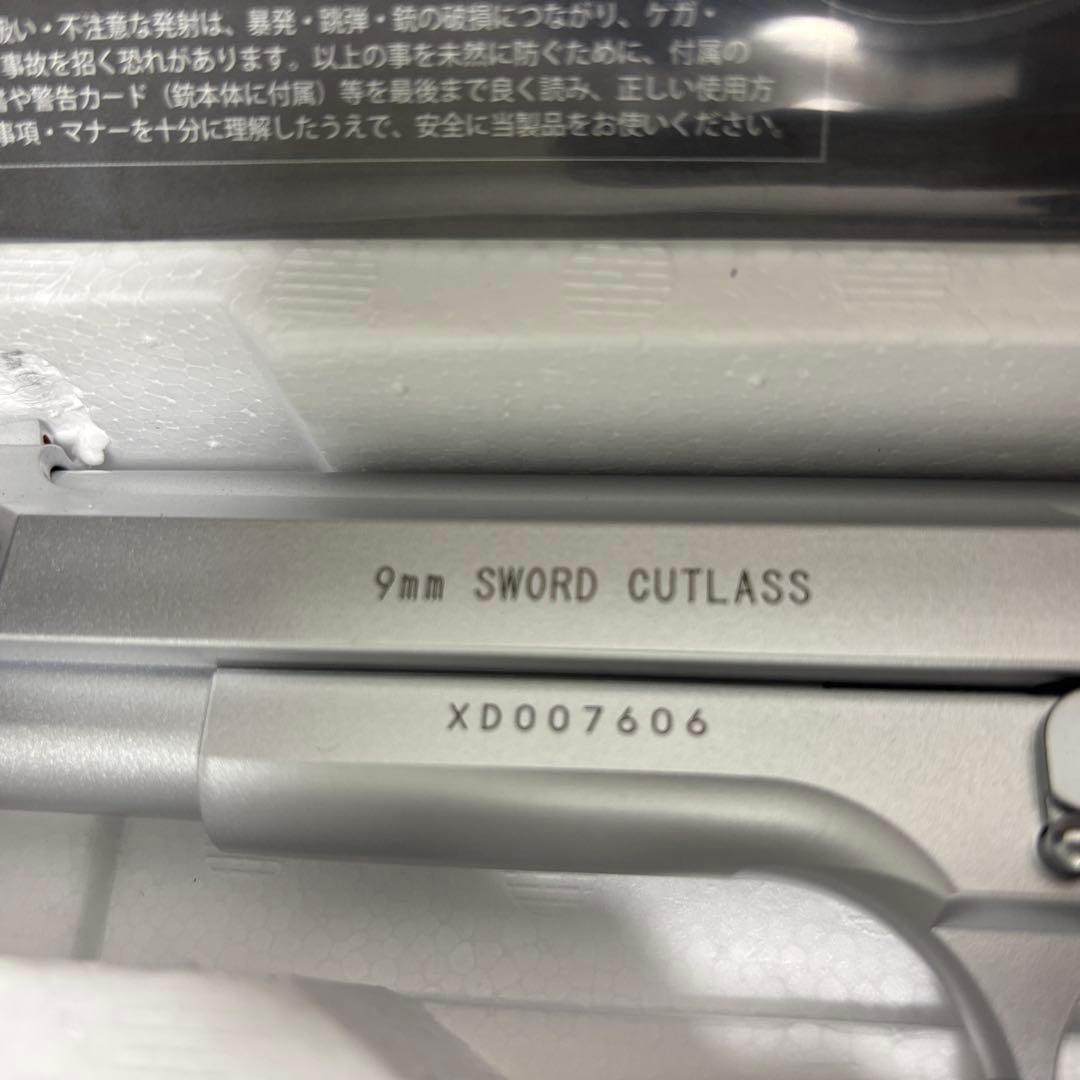 扱い・不注意な発射は、暴発・跳弾・銃の破損につながり、ケガ・
事故を招く恐れがあります。以上の事を未然に防ぐために、付属の
や警告カード（銃本体に付属）等を最後まで良く読み、正しい使用方
事項・マナーを十分に理解したうえで、安全に当製品をお使いください。
9mm SWORD CUTLASS
XD007606